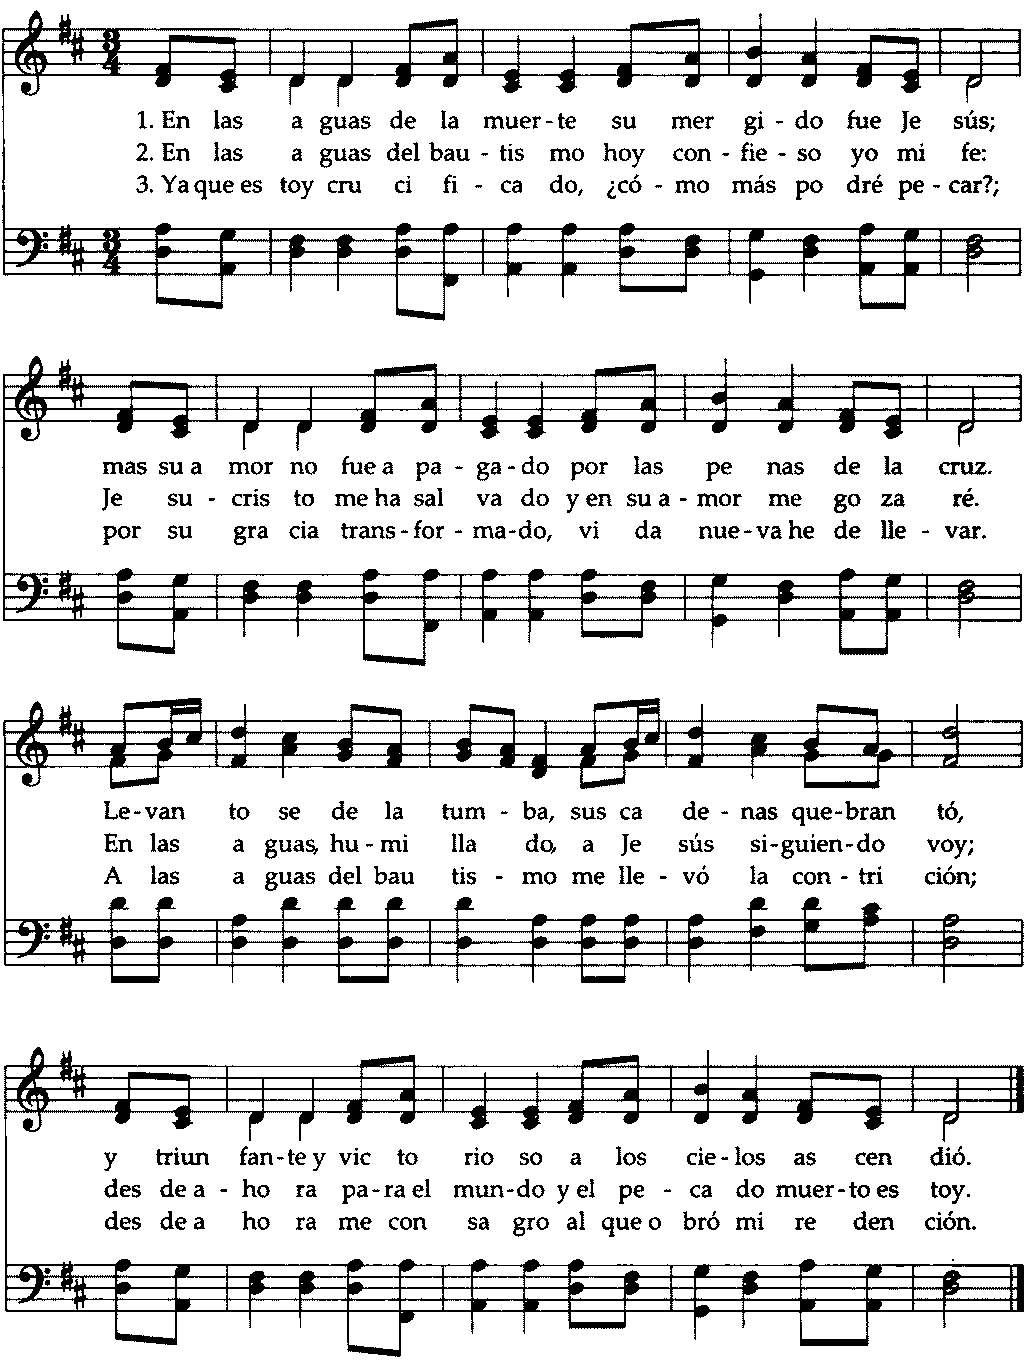 1. En las a guas de la muer - te su mer gi - do fue Je sús;
2. En las a guas del bau - tis mo hoy con - fie - so yo mi fe:
3. Ya que es toy cru ci fi - ca do, ¿có - mo más po dré pe - car?;
mas su a mor no fue a pa - ga - do por las pe nas de la cruz.
Je su - cris to me ha sal va do y en su a - mor me go za ré.
por su gra cia trans - for - ma - do, vi da nue - va he de lle - var.
Le - van to se de la tum - ba, sus ca de - nas que - bran tó,
En las a guas, hu - mi lla do, a Je sús si - guien - do voy;
A las a guas del bau tis - mo me lle - vó la con - tri ción;
y triun fan - te y vic to rio so a los cie - los as cen dió.
des de a - ho ra pa - ra el mun - do y el pe - ca do muer - to es toy.
des de a ho ra me con sa gro al que o bró mi re den ción.